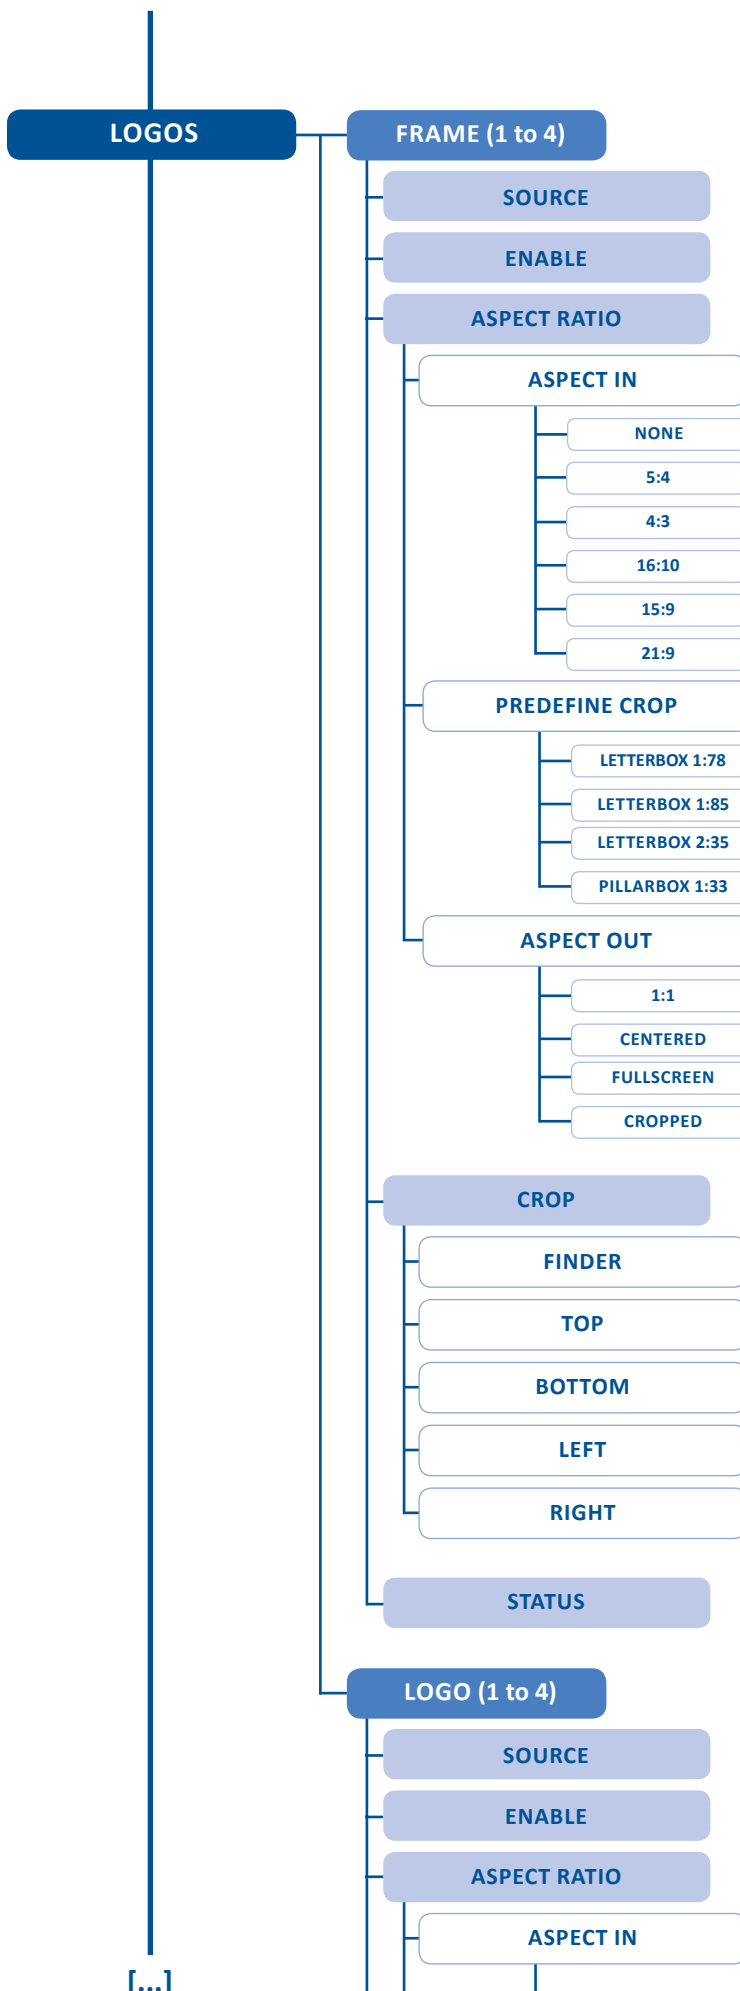 LOGOS
FRAME (1 to 4)
SOURCE
ENABLE
ASPECT RATIO
ASPECT IN
NONE
5:4
4:3
16:10
15:9
21:9
PREDEFINE CROP
LETTERBOX 1:78
LETTERBOX 1:85
LETTERBOX 2:35
PILLARBOX 1:33
ASPECT OUT
1:1
CENTERED
FULLSCREEN
CROPPED
CROP
FINDER
TOP
BOTTOM
LEFT
RIGHT
STATUS
LOGO (1 to 4)
SOURCE
ENABLE
ASPECT RATIO
ASPECT IN
[...]